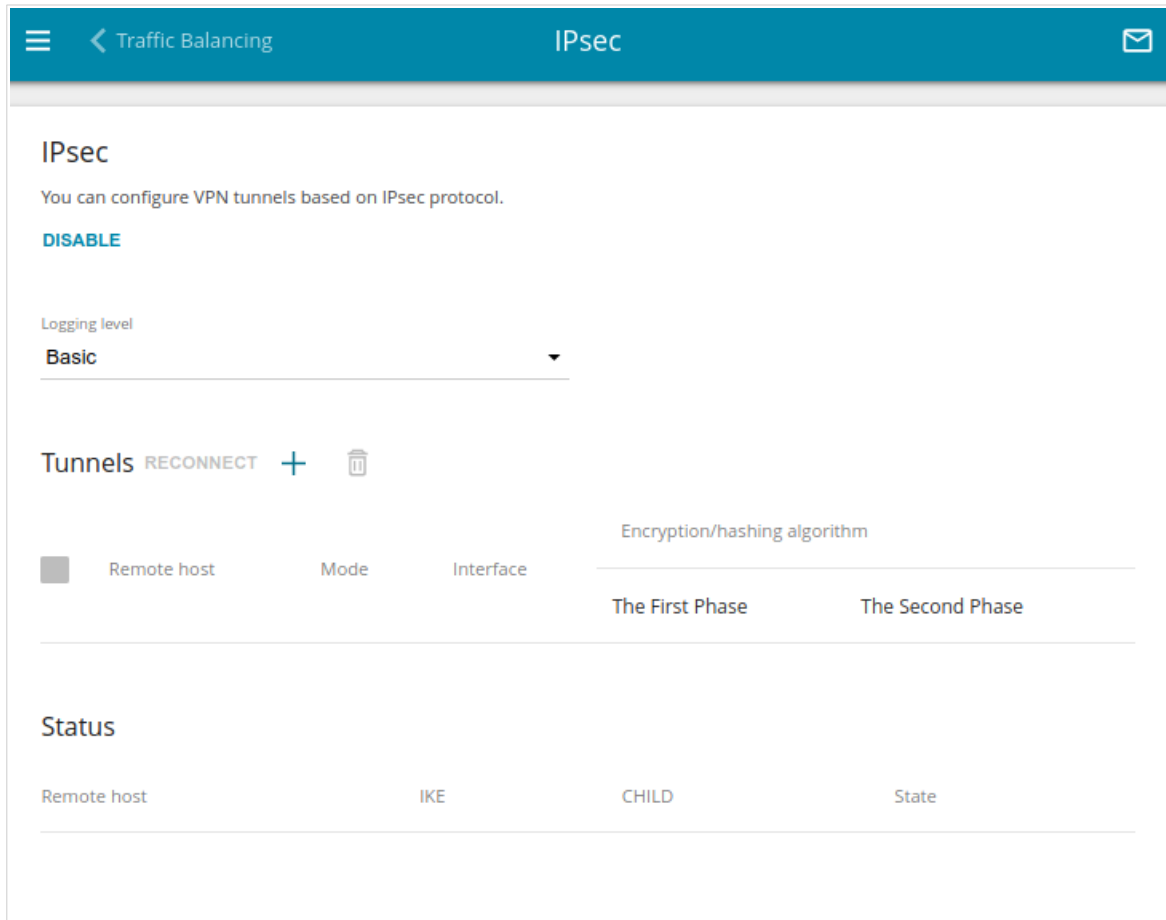 Traffic Balancing
IPsec
IPsec
You can configure VPN tunnels based on IPsec protocol.
DISABLE
Logging level
Basic
Tunnels RECONNECT
Encryption/hashing algorithm
Remote host Mode Interface
The First Phase The Second Phase
Status
Remote host IKE CHILD State